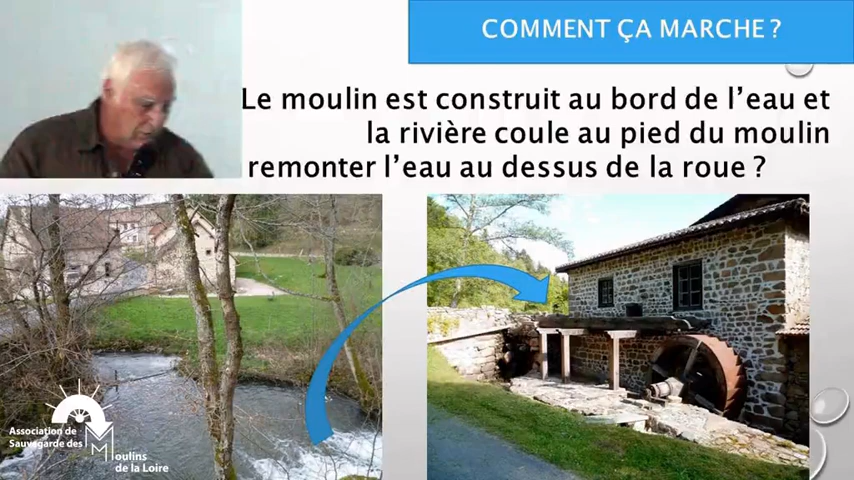 COMMENT ÇA MARCHE ?
Le moulin est construit au bord de l'eau et
la rivière coule au pied du moulin
remonter l'eau au dessus de la roue ?
Association de
Sauvegarde des
Moulins
de la Loire